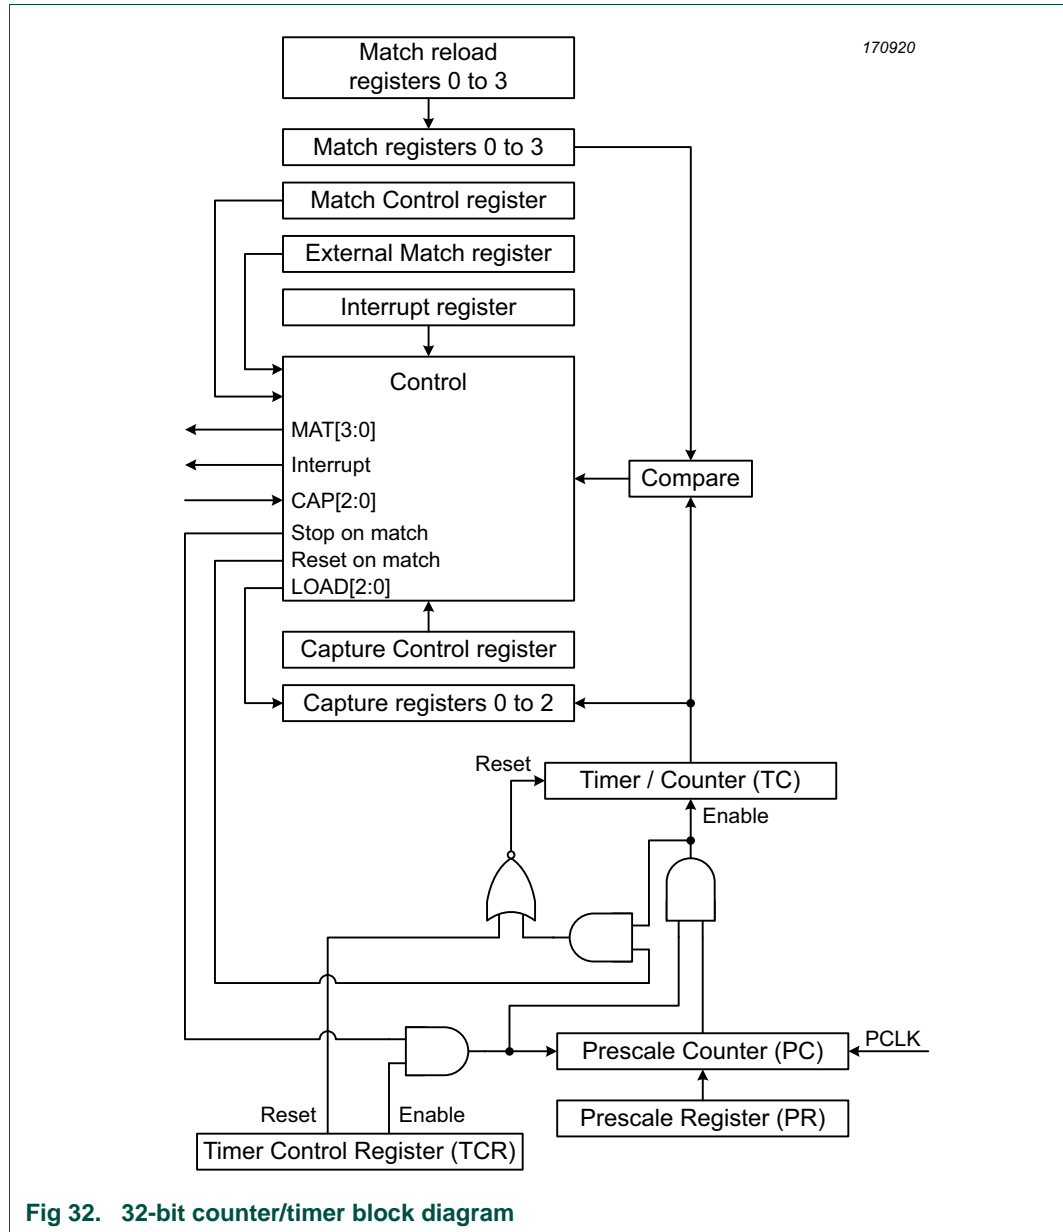 Match reload
registers 0 to 3
170920
Match registers 0 to 3
Match Control register
External Match register
Interrupt register
Control
MAT[3:0]
Interrupt
Compare
CAP[2:0]
Stop on match
Reset on match
LOAD[2:0]
Capture Control register
Capture registers 0 to 2
Reset
Timer / Counter (TC)
Enable
PCLK
Prescale Counter (PC)
Reset
Enable
Prescale Register (PR)
Timer Control Register (TCR)
Fig 32. 32-bit counter/timer block diagram